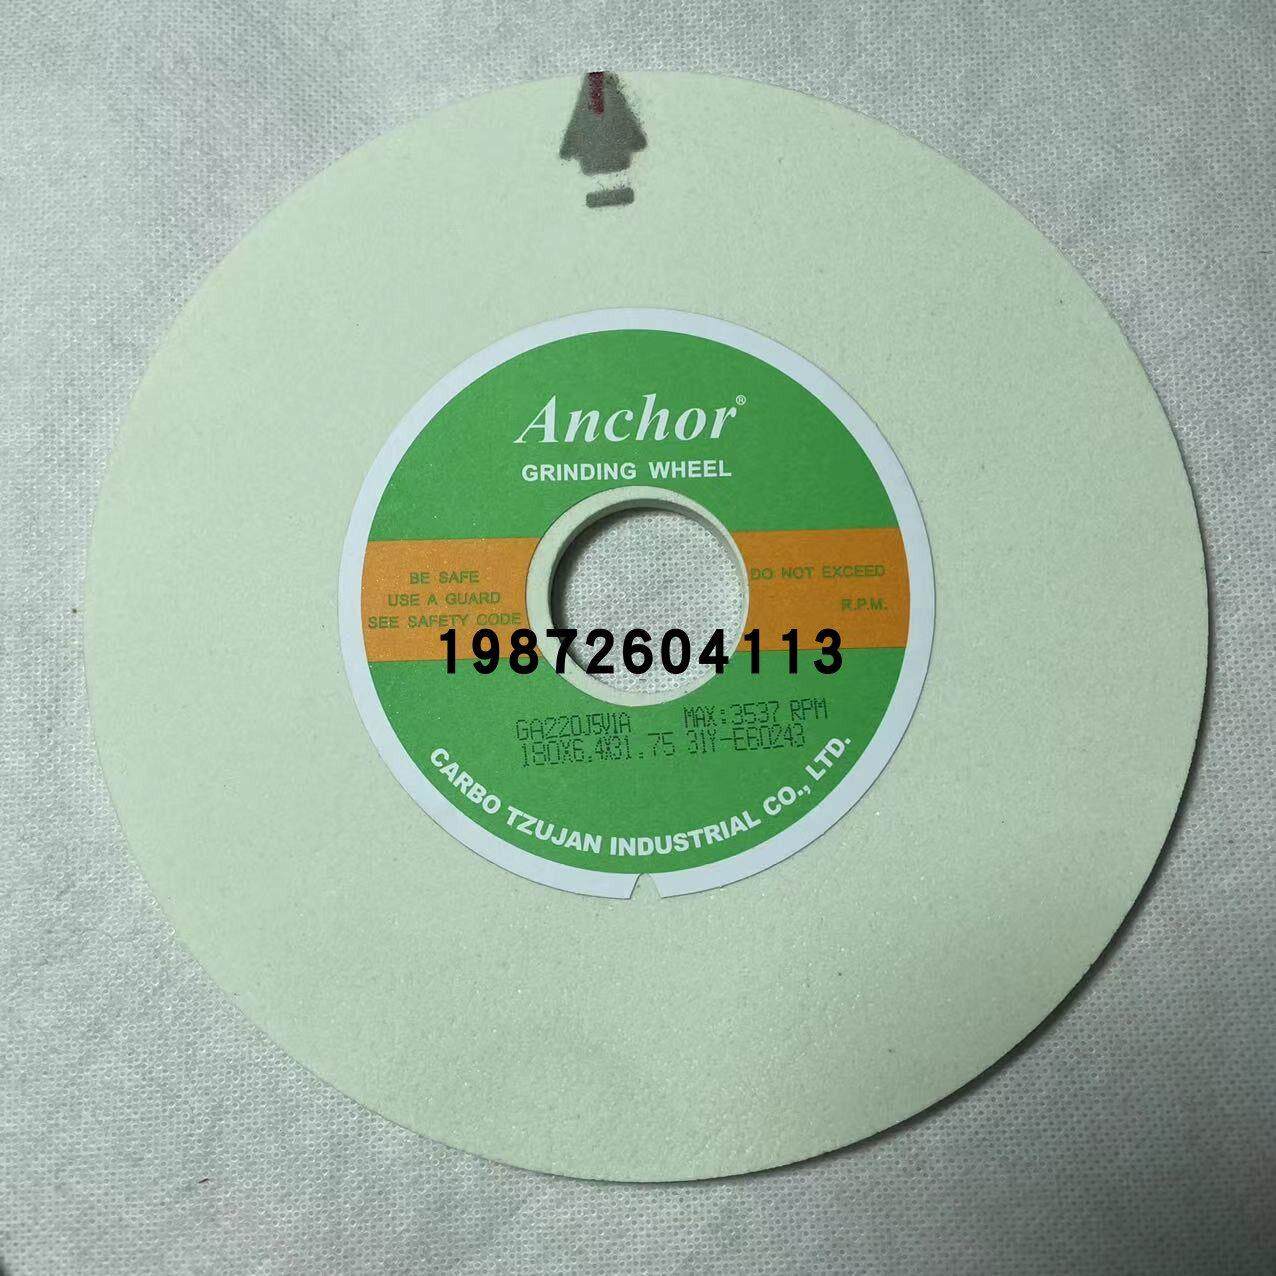 Anchor®
GRINDING WHEEL
BE SAFE
USE A GUARD
SEE SAFETY CODE
DO NOT EXCEED
R.P.M.
19872604113
GA220J5V1A MAX:3537 RPM
180X6.4X31.75 31Y-EB0243
CARBO TZUJAN INDUSTRIAL CO., LTD.